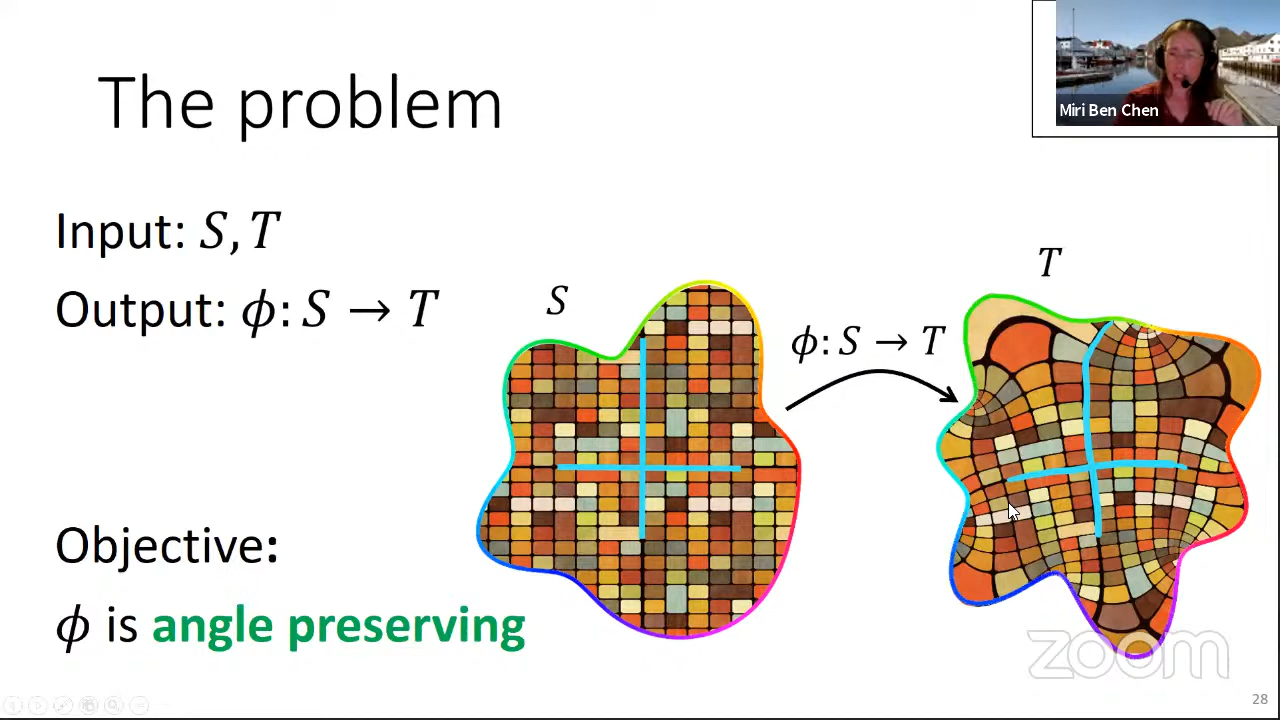 The problem
Miri Ben Chen
Input: 𝑆, 𝑇
Output: 𝜙: 𝑆 → 𝑇
𝑆
𝜙: 𝑆 → 𝑇
𝑇
Objective:
𝜙 is angle preserving
zoom
28